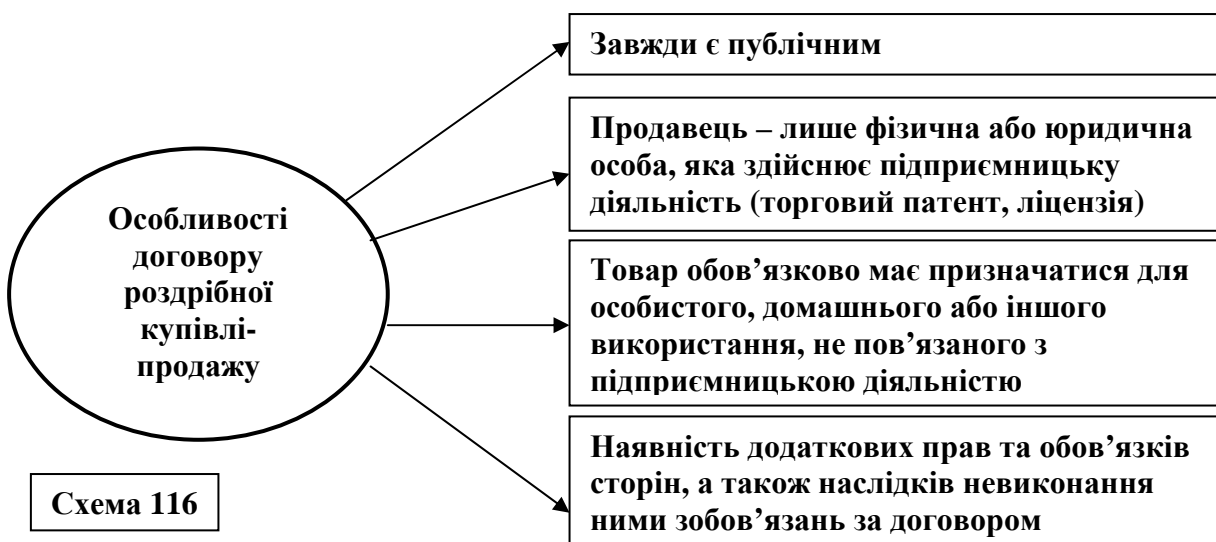 Завжди є публічним
Продавець – лише фізична або юридична
особа, яка здійснює підприємницьку
діяльність (торговий патент, ліцензія)
Особливості
договору
роздрібної
купівлі-
продажу
Товар обов’язково має призначатися для
особистого, домашнього або іншого
використання, не пов’язаного з
підприємницькою діяльністю
Наявність додаткових прав та обов’язків
сторін, а також наслідків невиконання
ними зобов’язань за договором
Схема 116